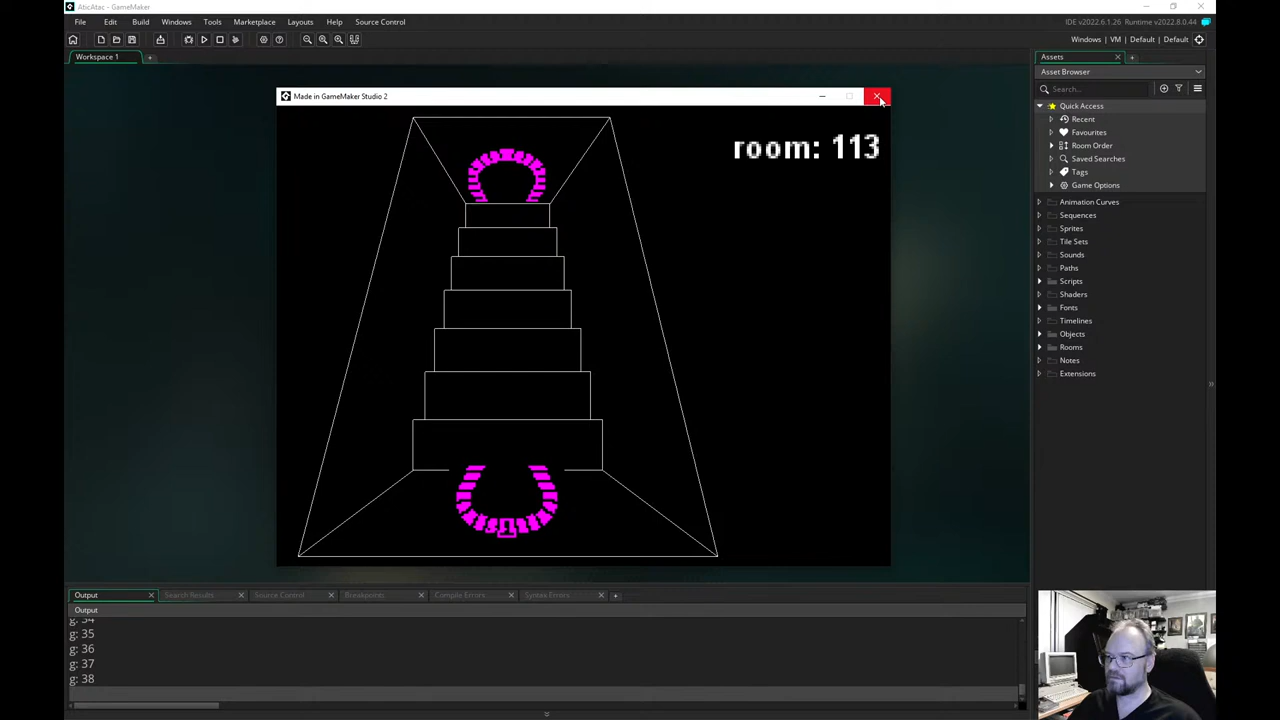 AticAtac - GameMaker
File Edit Build Windows Tools Marketplace Layouts Help Source Control
IDE v2022.6.1.26 Runtime v2022.8.0.44
Windows | VM | Default | Default
Workspace 1
Assets
Asset Browser
Search...
Quick Access
Recent
Favourites
Room Order
Saved Searches
Tags
Game Options
Animation Curves
Sequences
Sprites
Tile Sets
Sounds
Paths
Scripts
Shaders
Fonts
Timelines
Objects
Rooms
Notes
Extensions
Made in GameMaker Studio 2
room: 113
Output Search Results Source Control Breakpoints Compile Errors Syntax Errors
Output
g: 34
g: 35
g: 36
g: 37
g: 38